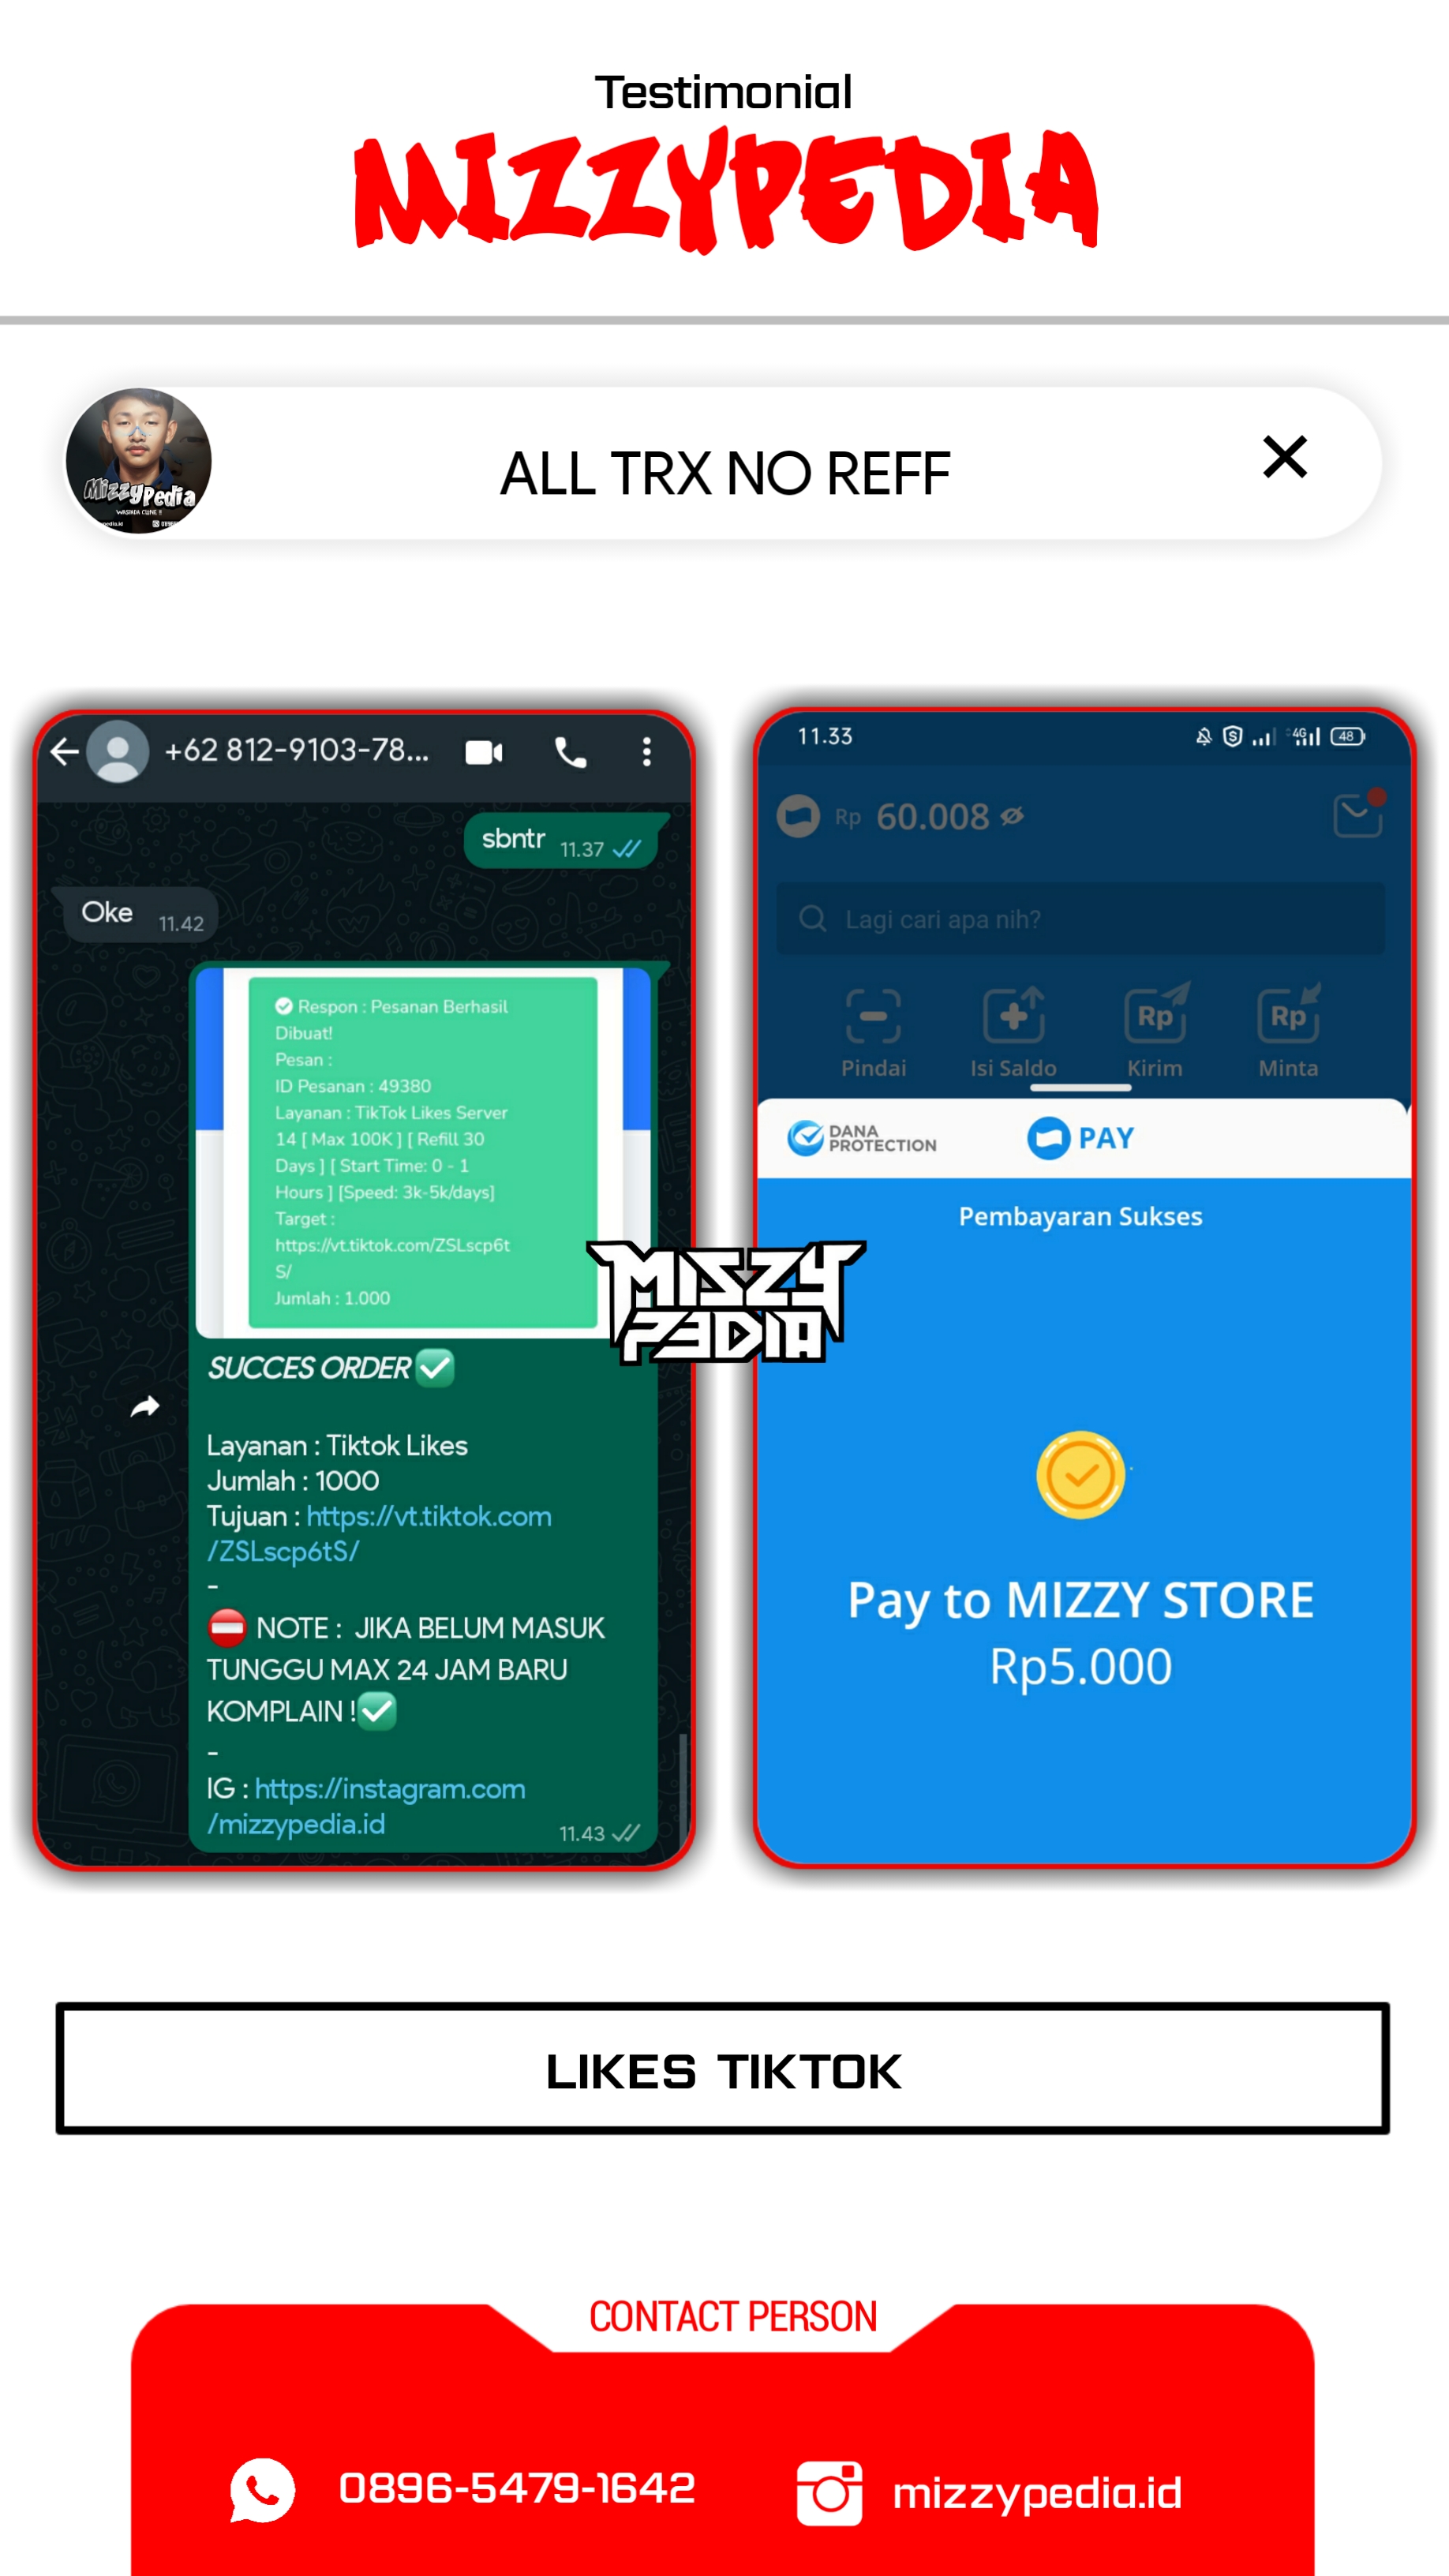 Testimonial
MIZZYPEDIA
MizzyPedia
ALL TRX NO REFF
+62 812-9103-78...
sbntr 11.37
Oke 11.42
Respon : Pesanan Berhasil
Dibuat!
Pesan :
ID Pesanan : 49380
Layanan : TikTok Likes Server
14 [ Max 100K ] [ Refill 30
Days ] [ Start Time: 0 - 1
Hours ] [Speed: 3k-5k/days]
Target :
https://vt.tiktok.com/ZSLscp6t
S/
Jumlah : 1.000
SUCCES ORDER
Layanan : Tiktok Likes
Jumlah : 1000
Tujuan : https://vt.tiktok.com
/ZSLscp6tS/
-
NOTE : JIKA BELUM MASUK
TUNGGU MAX 24 JAM BARU
KOMPLAIN !
-
IG : https://instagram.com
/mizzypedia.id
11.43
MIZZY
P3DIA
11.33
4G
48
Rp 60.008
Lagi cari apa nih?
Rp
Rp
Pindai
Isi Saldo
Kirim
Minta
DANA
PROTECTION
PAY
Pembayaran Sukses
Pay to MIZZY STORE
Rp5.000
LIKES TIKTOK
CONTACT PERSON
0896-5479-1642
mizzypedia.id